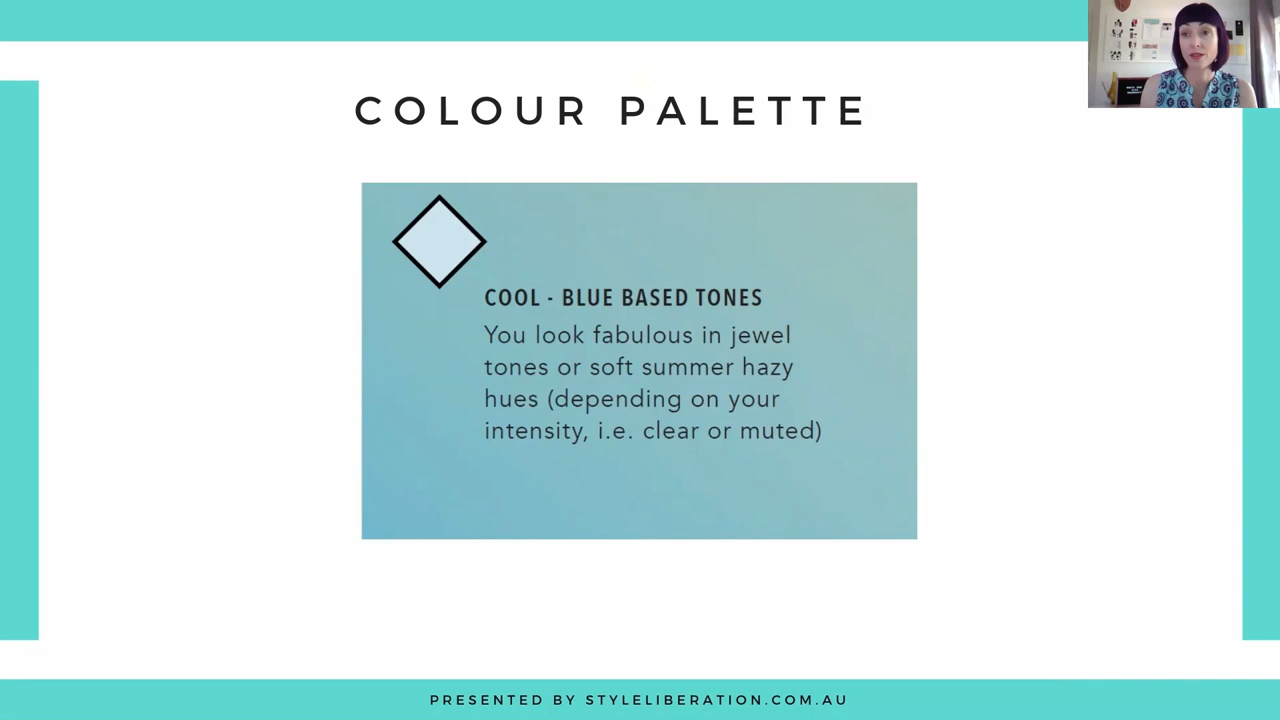 COLOUR PALETTE
COOL - BLUE BASED TONES
You look fabulous in jewel
tones or soft summer hazy
hues (depending on your
intensity, i.e. clear or muted)
PRESENTED BY STYLELIBERATION.COM.AU